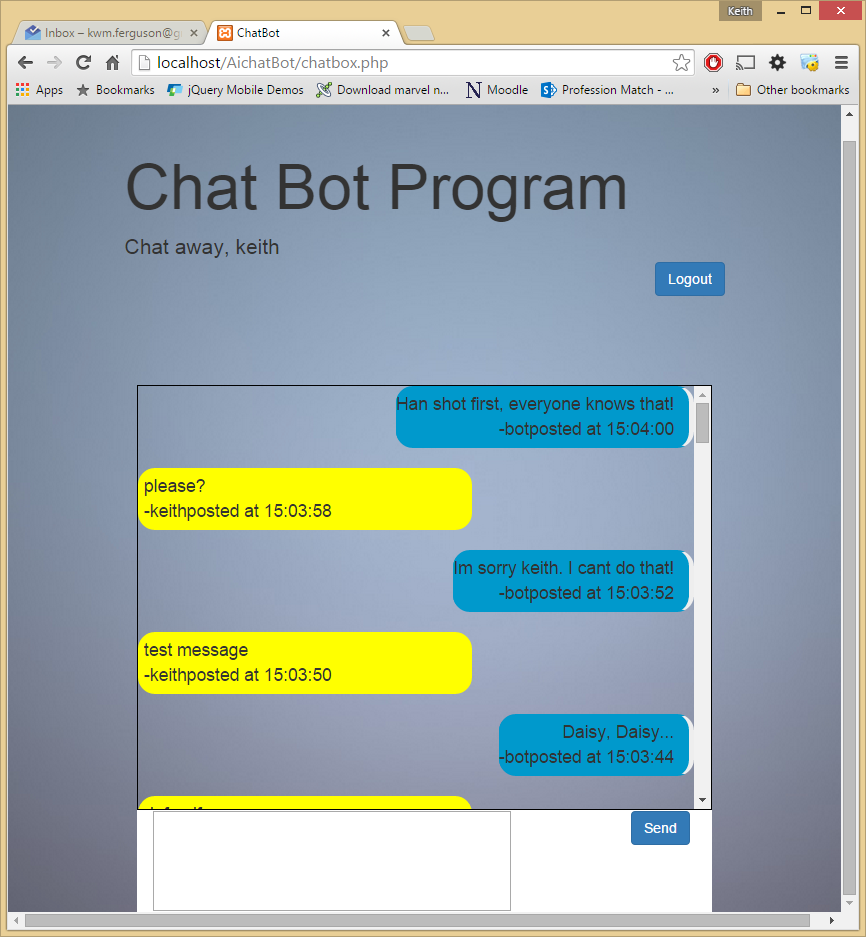 Keith
Inbox – kwm.ferguson@g
ChatBot
localhost/AichatBot/chatbox.php
Apps
Bookmarks
jQuery Mobile Demos
Download marvel n...
Moodle
Profession Match - ...
»
Other bookmarks
Chat Bot Program
Chat away, keith
Logout
Han shot first, everyone knows that!
-botposted at 15:04:00
please?
-keithposted at 15:03:58
Im sorry keith. I cant do that!
-botposted at 15:03:52
test message
-keithposted at 15:03:50
Daisy, Daisy...
-botposted at 15:03:44
Send